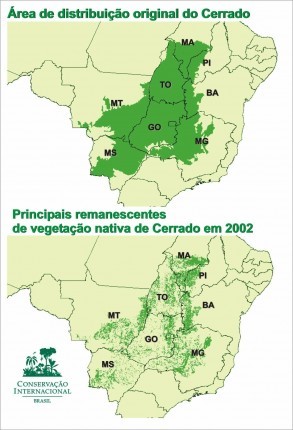 Área de distribuição original do Cerrado
MA
PI
TO
MT
BA
GO
MS
MG
Principais remanescentes
de vegetação nativa de Cerrado em 2002
MA
PI
TO
BA
MT
GO
MS
MG
CONSERVAÇÃO
INTERNACIONAL
BRASIL